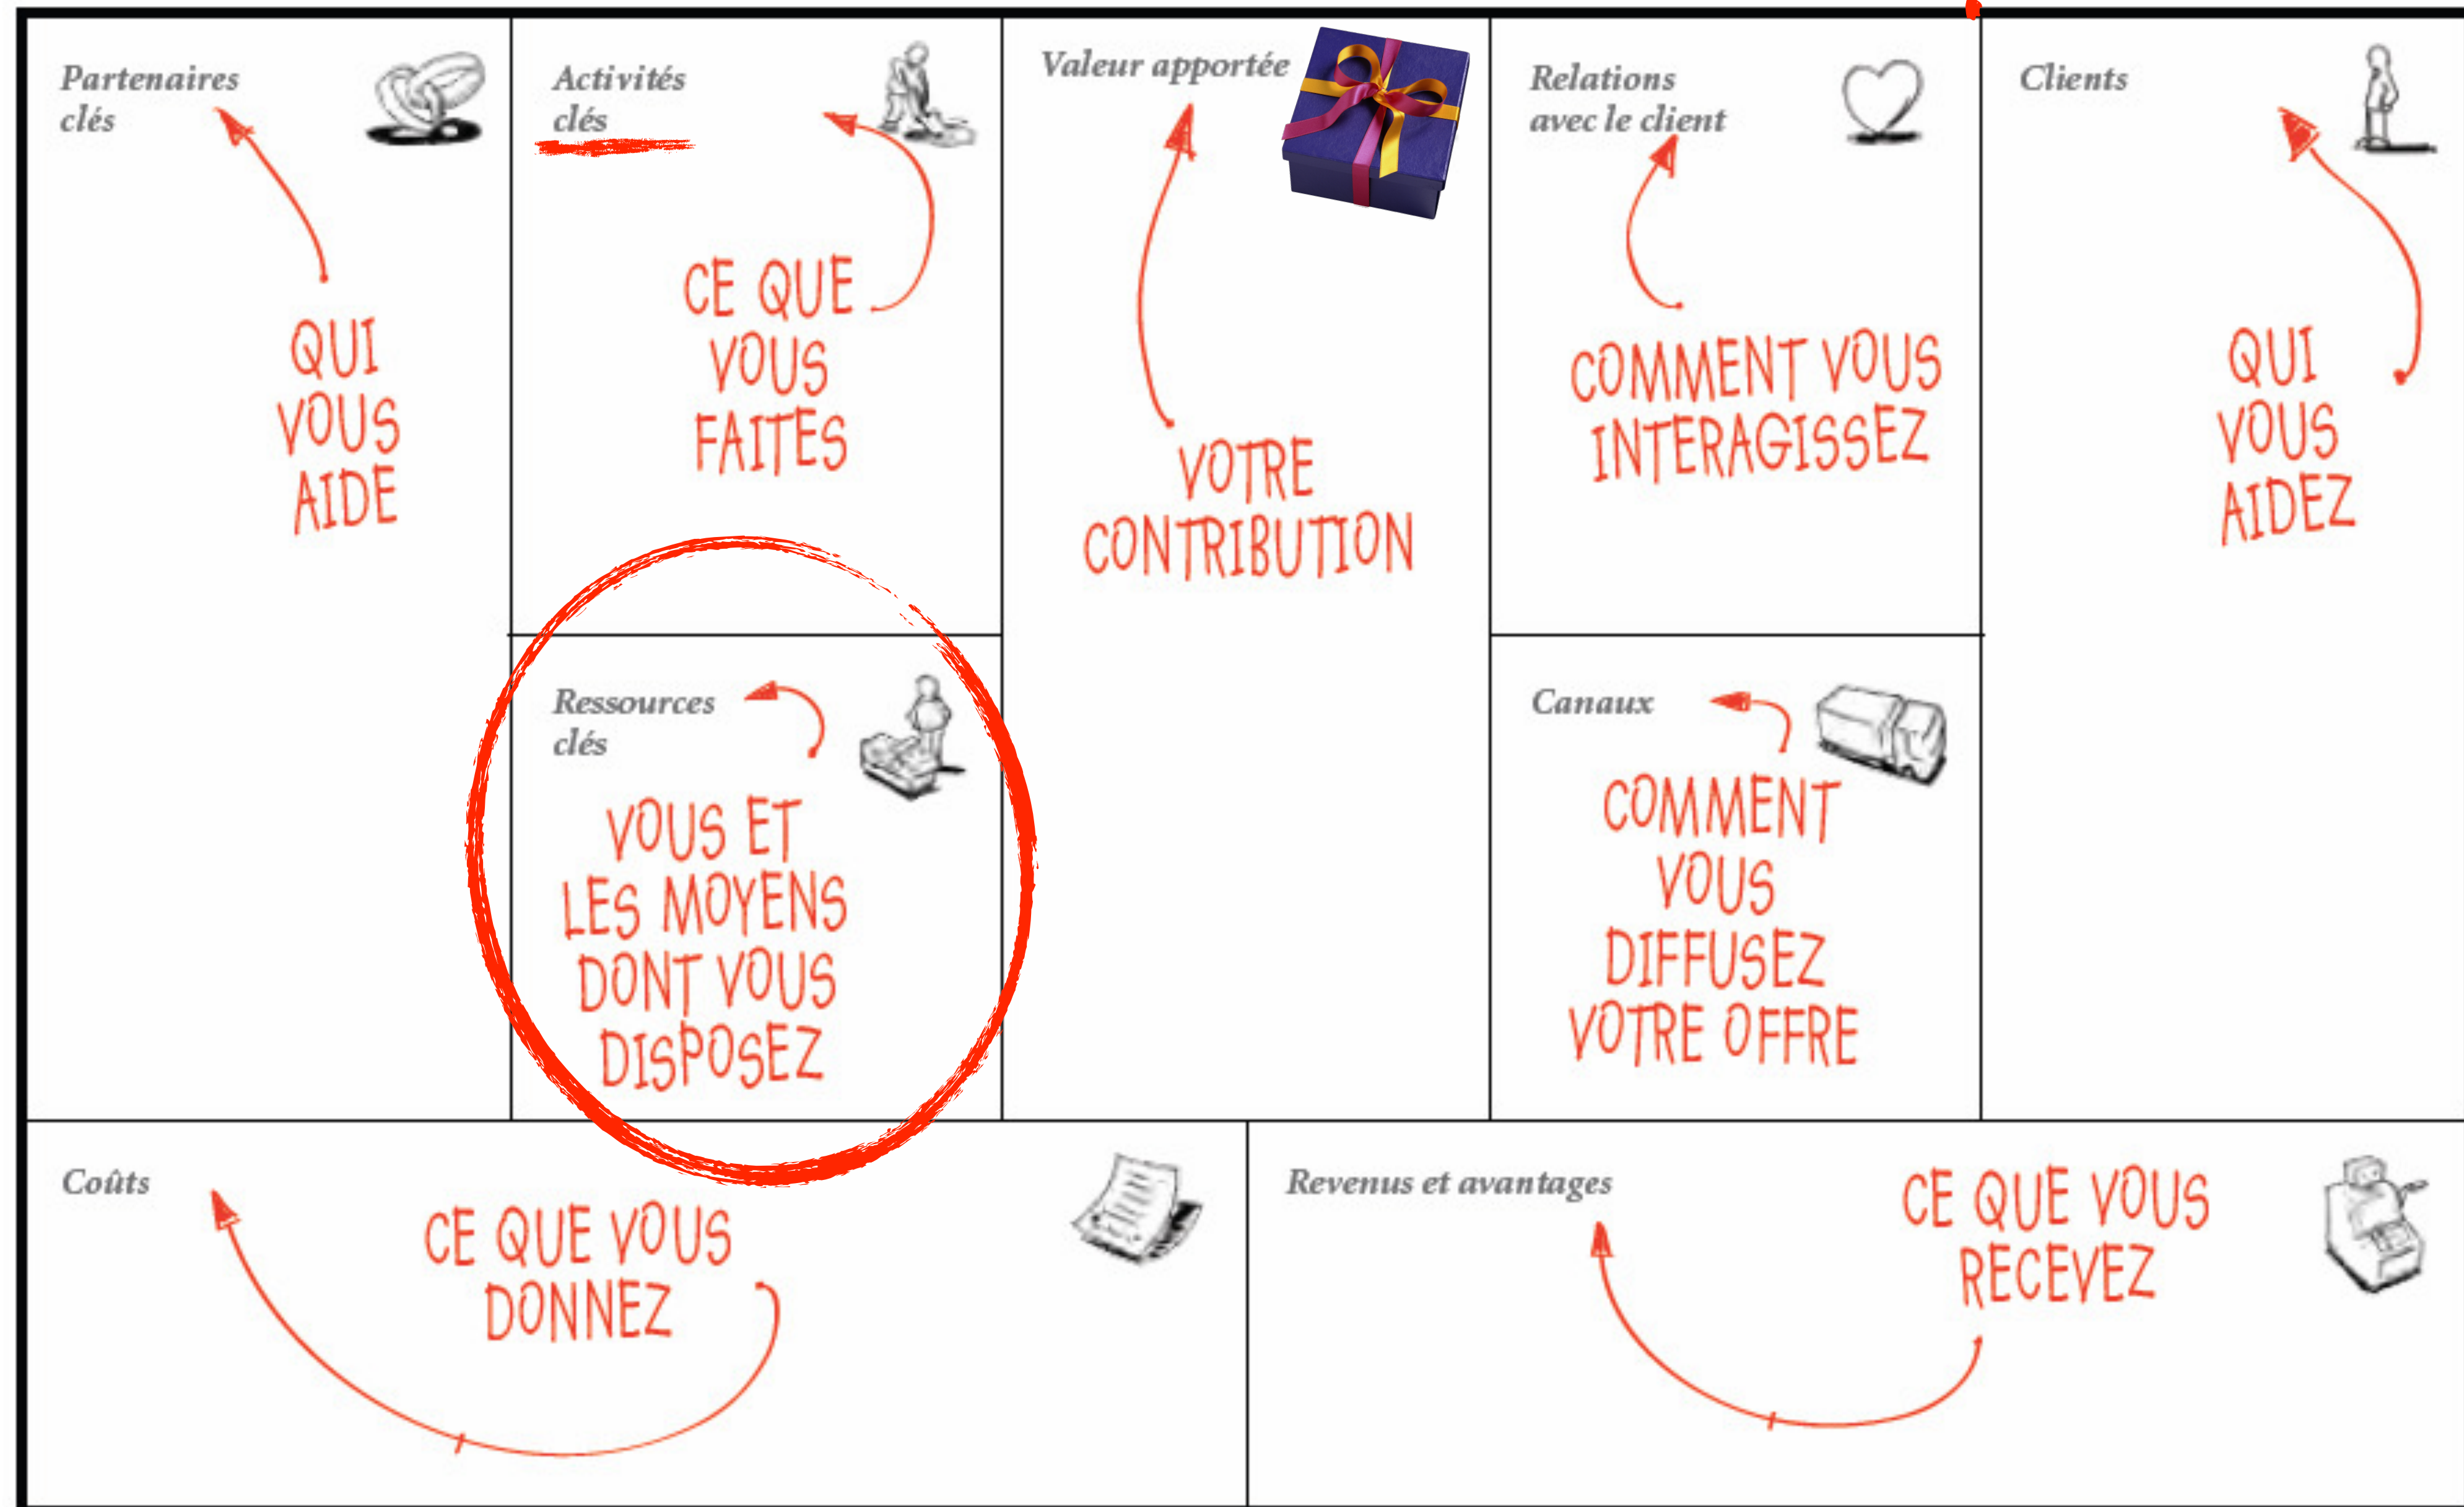 Partenaires
clés
QUI
VOUS
AIDE
Activités
clés
CE QUE
VOUS
FAITES
Ressources
clés
VOUS ET
LES MOYENS
DONT VOUS
DISPOSEZ
Valeur apportée
VOTRE
CONTRIBUTION
Relations
avec le client
COMMENT VOUS
INTERAGISSEZ
Canaux
COMMENT
VOUS
DIFFUSEZ
VOTRE OFFRE
Clients
QUI
VOUS
AIDEZ
Coûts
CE QUE VOUS
DONNEZ
Revenus et avantages
CE QUE VOUS
RECEVEZ